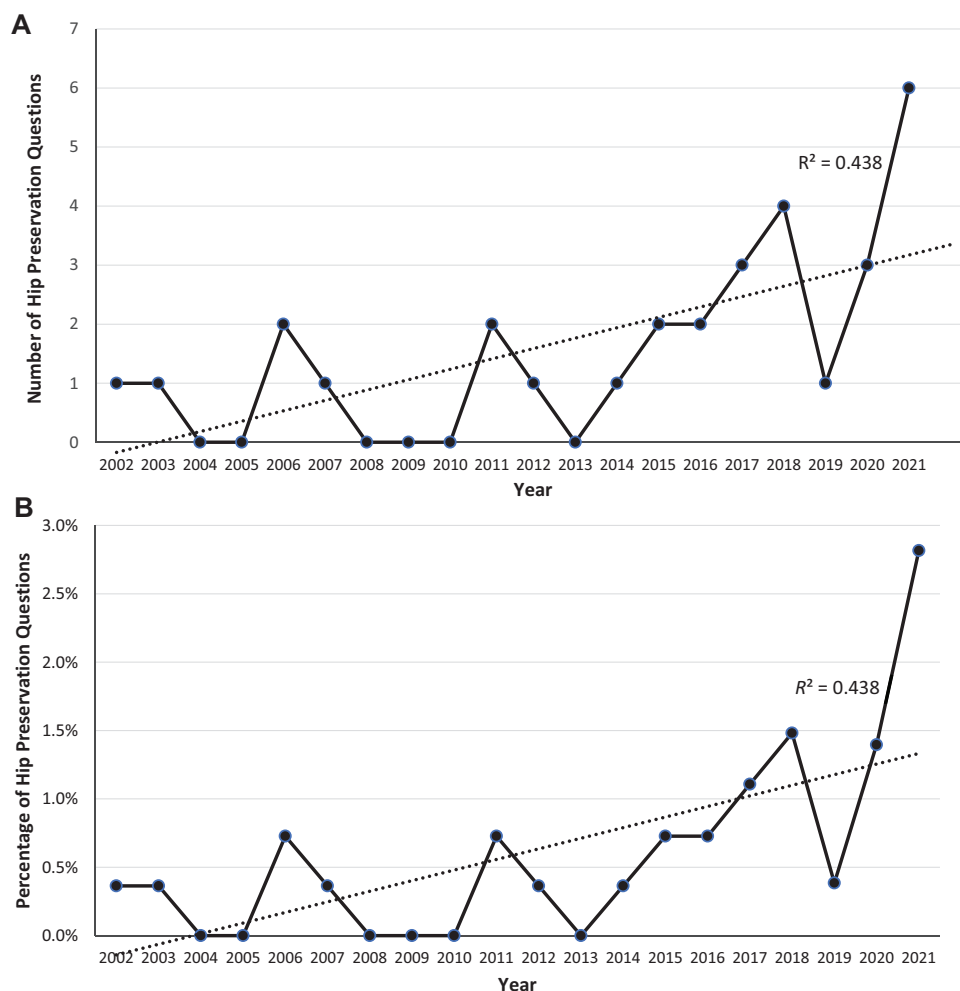 A
Number of Hip Preservation Questions
7
6
5
4
3
2
1
0
R² = 0.438
2002 2003 2004 2005 2006 2007 2008 2009 2010 2011 2012 2013 2014 2015 2016 2017 2018 2019 2020 2021
Year
B
Percentage of Hip Preservation Questions
3.0%
2.5%
2.0%
1.5%
1.0%
0.5%
0.0%
R² = 0.438
2002 2003 2004 2005 2006 2007 2008 2009 2010 2011 2012 2013 2014 2015 2016 2017 2018 2019 2020 2021
Year